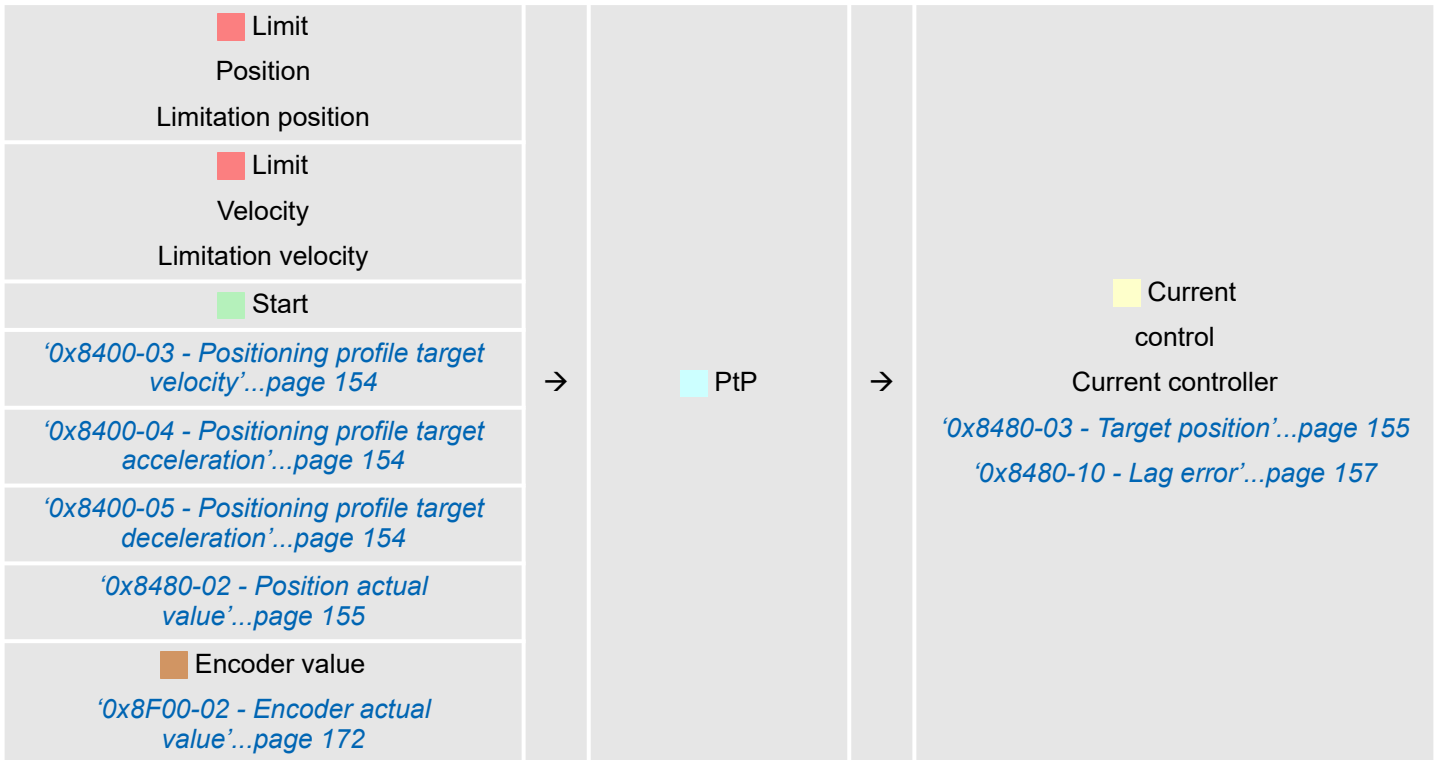 Limit
Position
Limitation position
Limit
Velocity
Limitation velocity
Start
‘0x8400-03 - Positioning profile target
velocity’...page 154
‘0x8400-04 - Positioning profile target
acceleration’...page 154
‘0x8400-05 - Positioning profile target
deceleration’...page 154
‘0x8480-02 - Position actual
value’...page 155
Encoder value
‘0x8F00-02 - Encoder actual
value’...page 172
→
PtP
→
Current
control
Current controller
‘0x8480-03 - Target position’...page 155
‘0x8480-10 - Lag error’...page 157